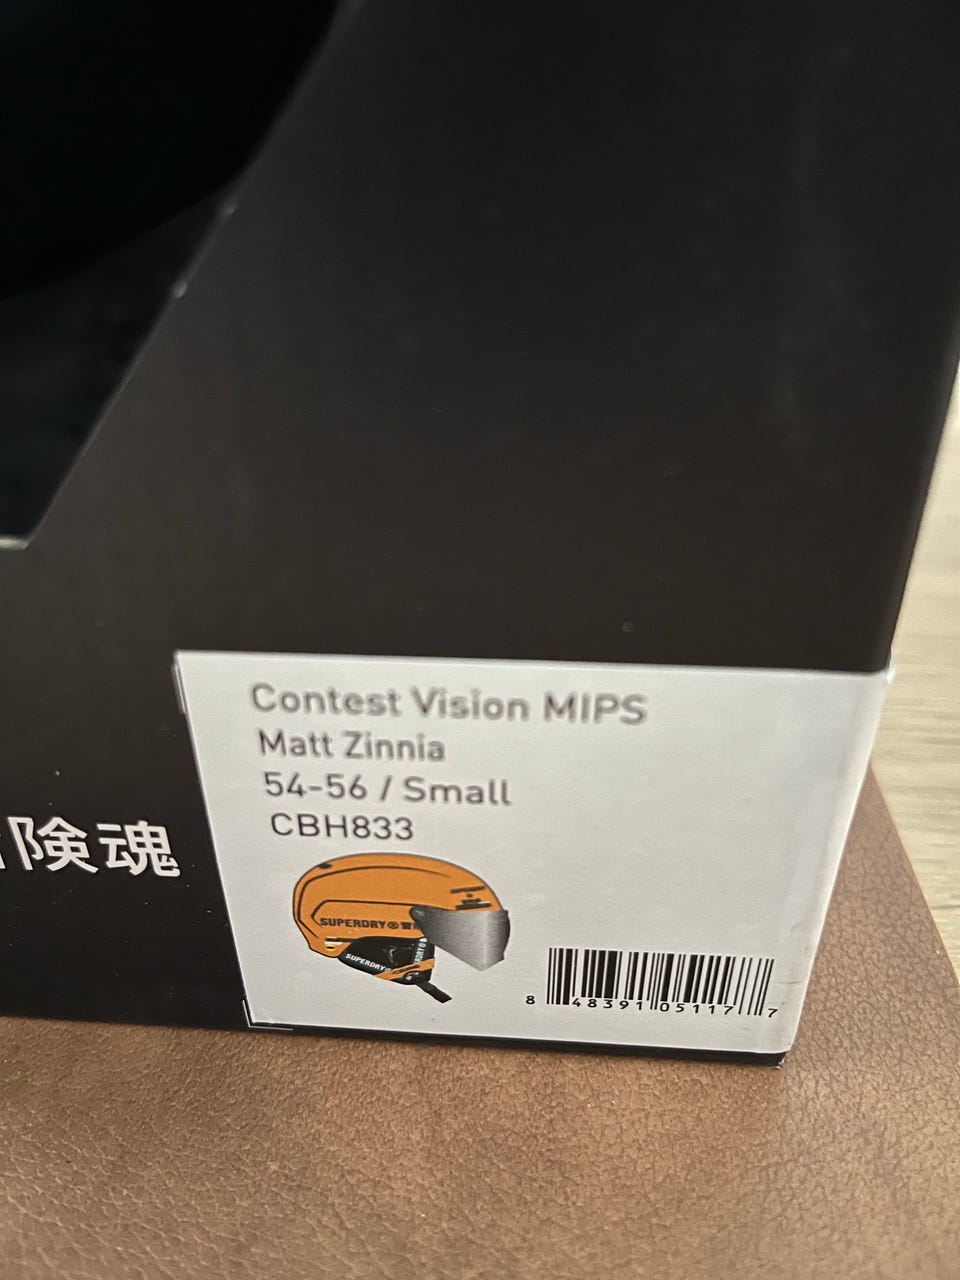 Contest Vision MIPS
Matt Zinnia
54-56 / Small
CBH833
険魂
SUPERDRY®
SUPERDRY®
8 48391 05117 7